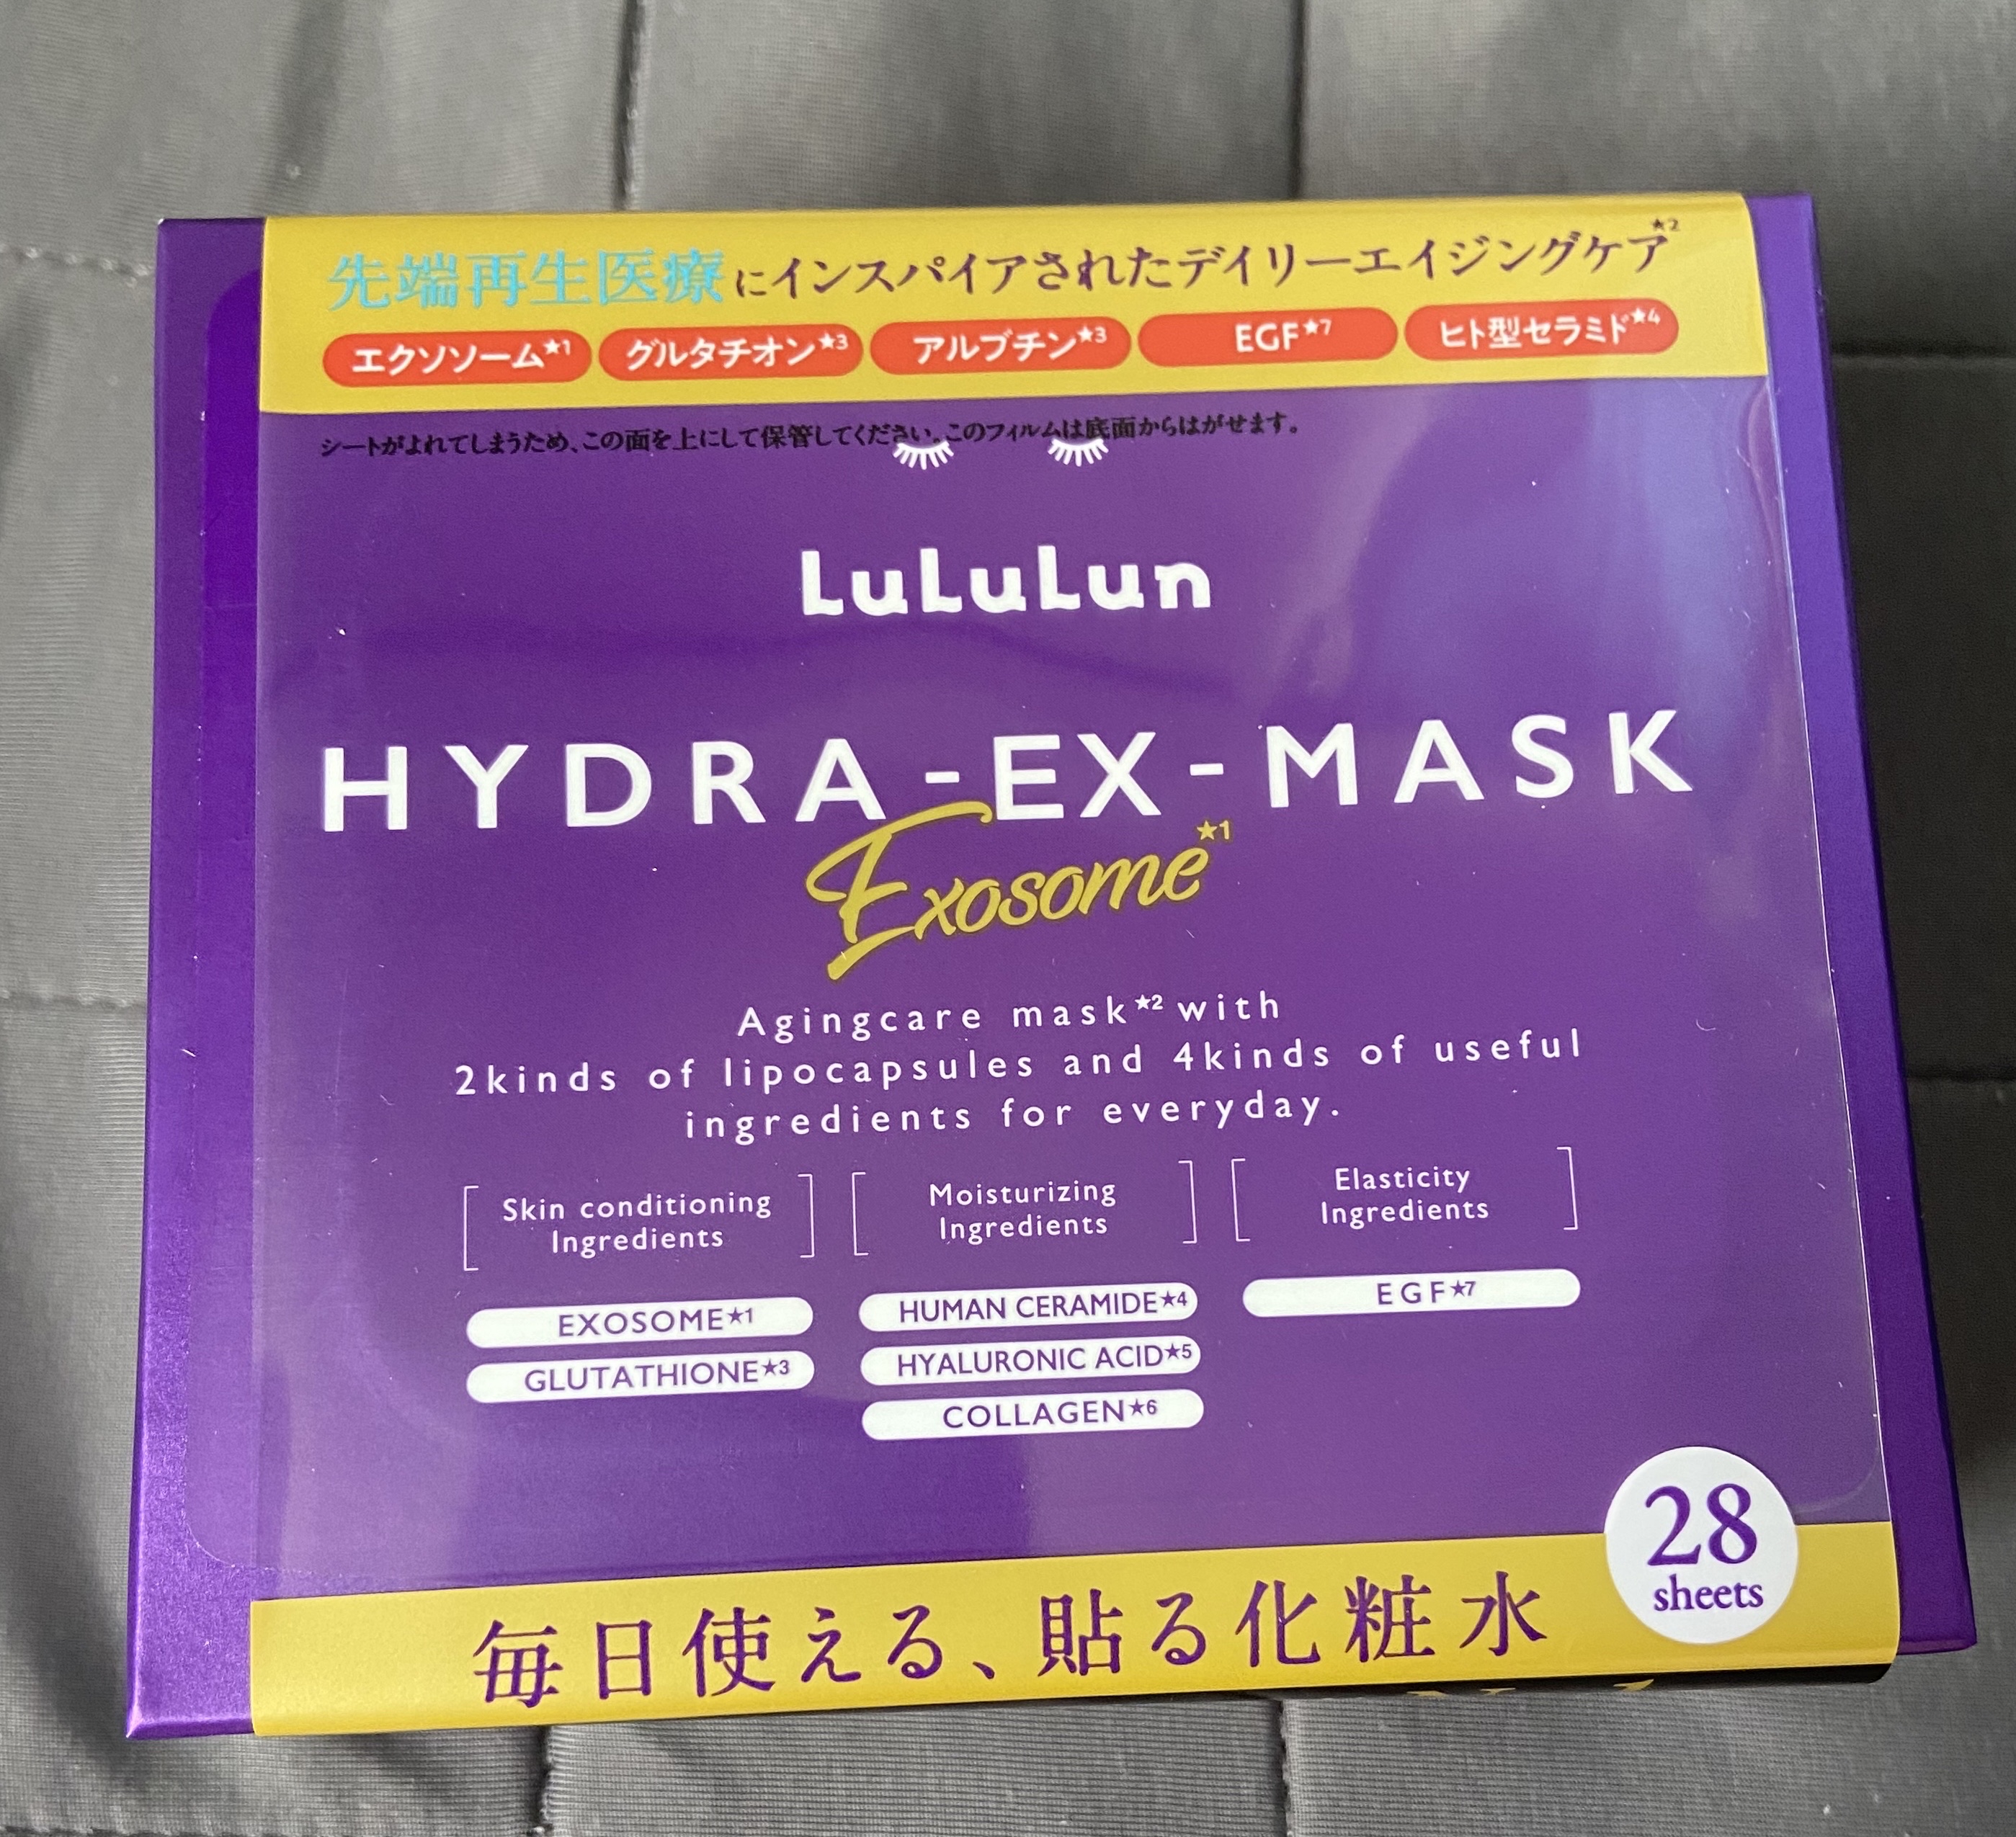 先端再生医療にインスパイアされたデイリーエイジングケア★2
エクソソーム★1 グルタチオン★3 アルブチン★3 EGF★7 ヒト型セラミド★4
シートがよれてしまうため、この面を上にして保管してください。このフィルムは底面からはがせます。
LuLuLun
HYDRA-EX-MASK
Exosome★1
Agingcare mask★2 with
2kinds of lipocapsules and 4kinds of useful
ingredients for everyday.
Skin conditioning
Ingredients
EXOSOME★1
GLUTATHIONE★3
Moisturizing
Ingredients
HUMAN CERAMIDE★4
HYALURONIC ACID★5
COLLAGEN★6
Elasticity
Ingredients
EGF★7
28
sheets
毎日使える、貼る化粧水